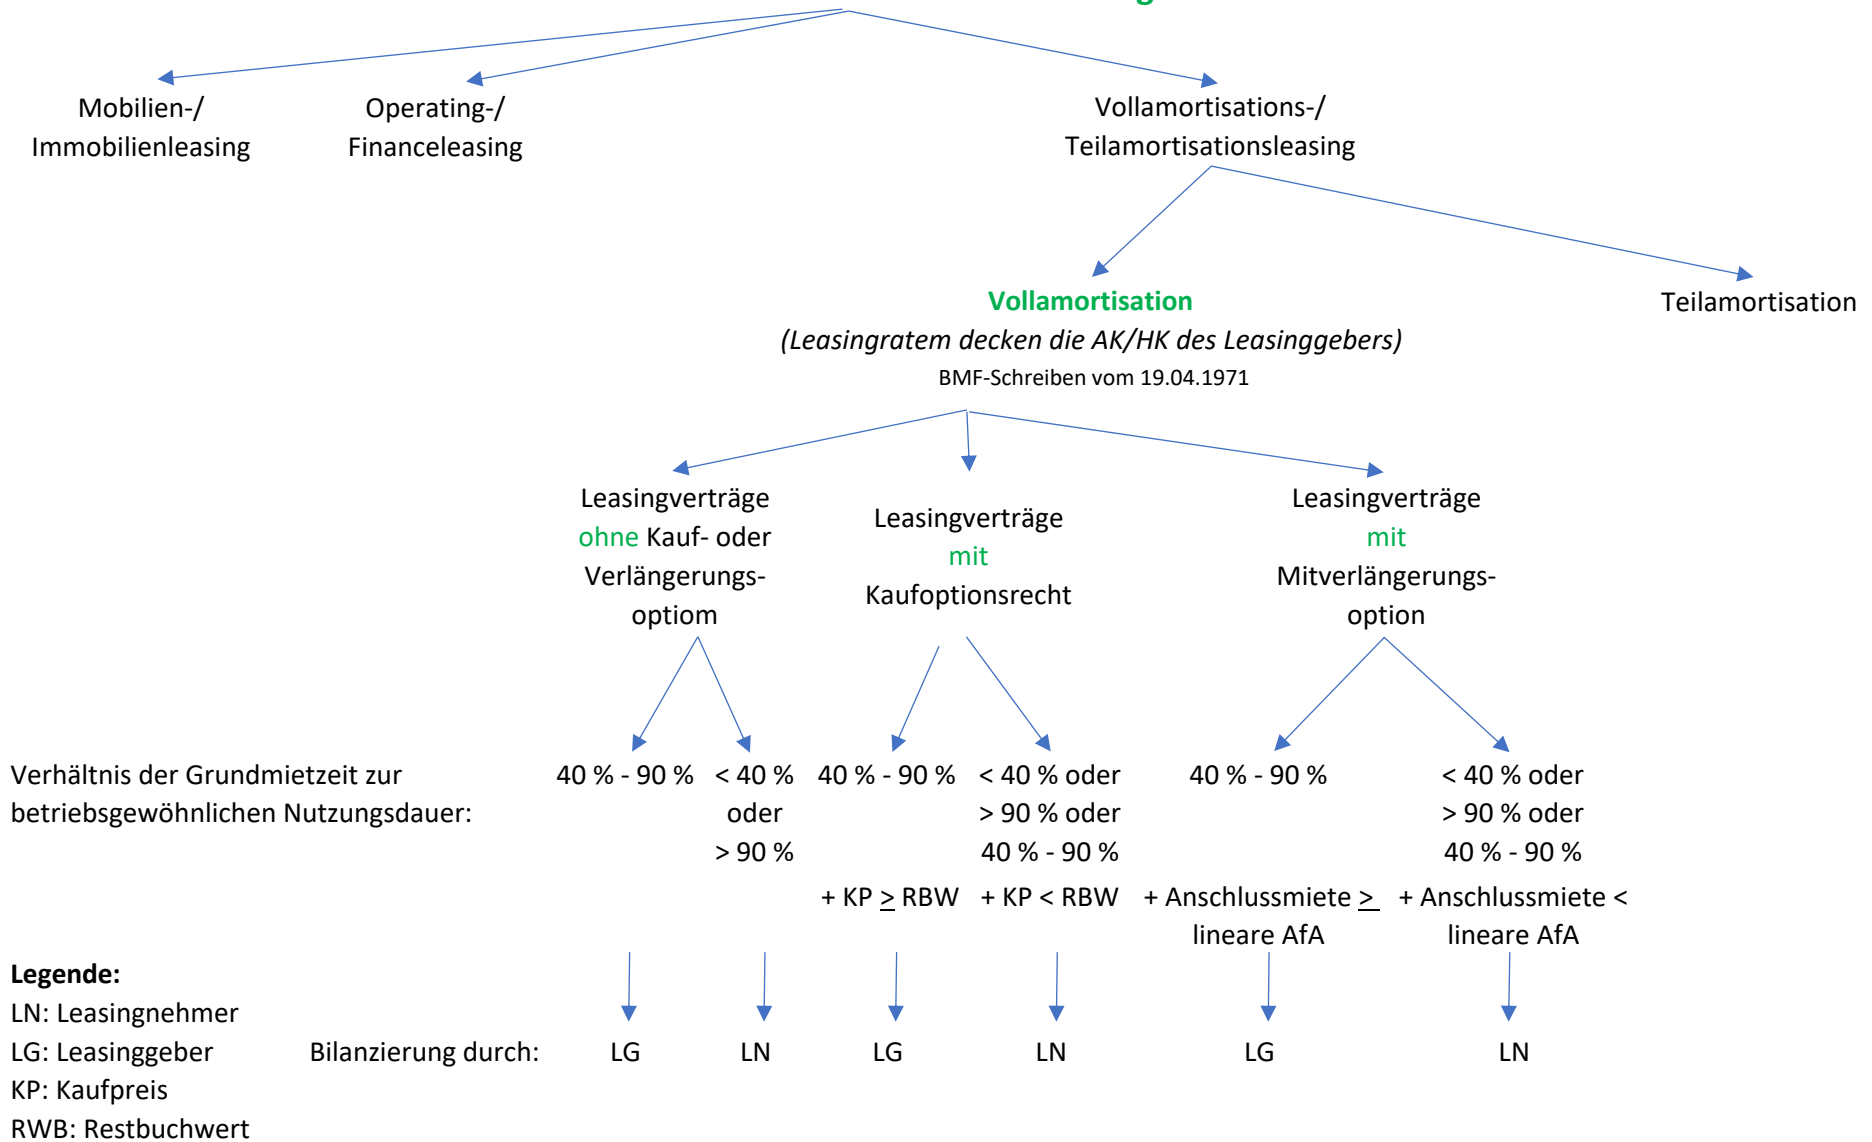 Mobilien-/
Immobilienleasing
Operating-/
Financeleasing
Vollamortisations-/
Teilamortisationsleasing
Vollamortisation
(Leasingratem decken die AK/HK des Leasinggebers)
BMF-Schreiben vom 19.04.1971
Teilamortisation
Leasingverträge
ohne Kauf- oder
Verlängerungs-
optiom
Leasingverträge
mit
Kaufoptionsrecht
Leasingverträge
mit
Mitverlängerungs-
option
Verhältnis der Grundmietzeit zur
betriebsgewöhnlichen Nutzungsdauer:
40 % - 90 %
< 40 %
oder
> 90 %
40 % - 90 %
+ KP ≥ RBW
< 40 % oder
> 90 % oder
40 % - 90 %
+ KP < RBW
40 % - 90 %
+ Anschlussmiete ≥
lineare AfA
< 40 % oder
> 90 % oder
40 % - 90 %
+ Anschlussmiete <
lineare AfA
Legende:
LN: Leasingnehmer
LG: Leasinggeber
KP: Kaufpreis
RWB: Restbuchwert
Bilanzierung durch:
LG
LN
LG
LN
LG
LN